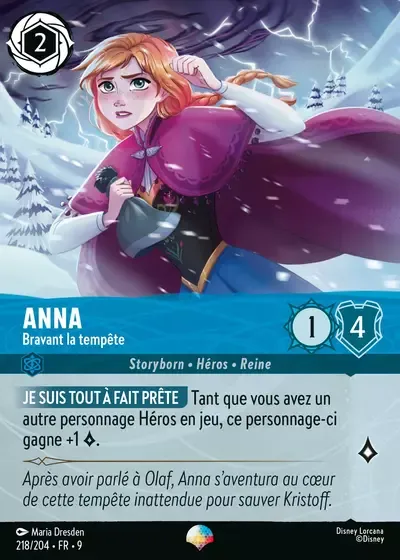 2
ANNA
Bravant la tempête
1
4
Storyborn • Héros • Reine
JE SUIS TOUT À FAIT PRÊTE Tant que vous avez un
autre personnage Héros en jeu, ce personnage-ci
gagne +1 .
Après avoir parlé à Olaf, Anna s'aventura au cœur
de cette tempête inattendue pour sauver Kristoff.
Maria Dresden
218/204 • FR • 9
Disney Lorcana
©Disney